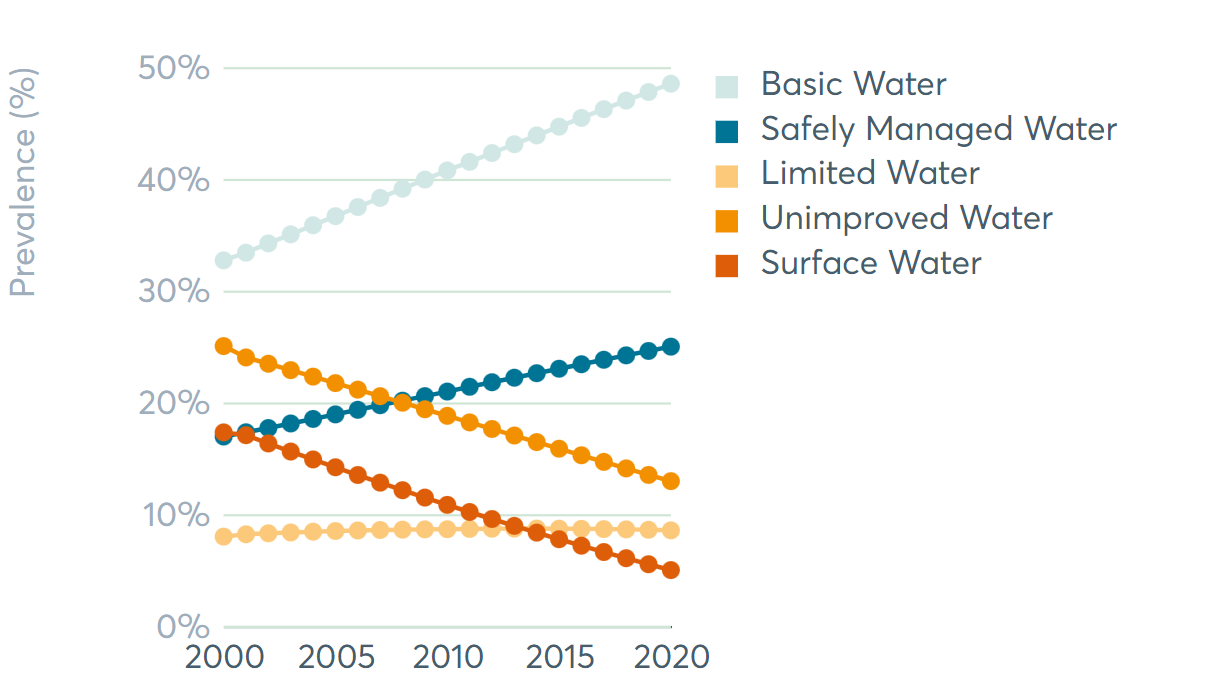 Prevalence (%)
50%
40%
30%
20%
10%
0%
2000 2005 2010 2015 2020
Basic Water
Safely Managed Water
Limited Water
Unimproved Water
Surface Water